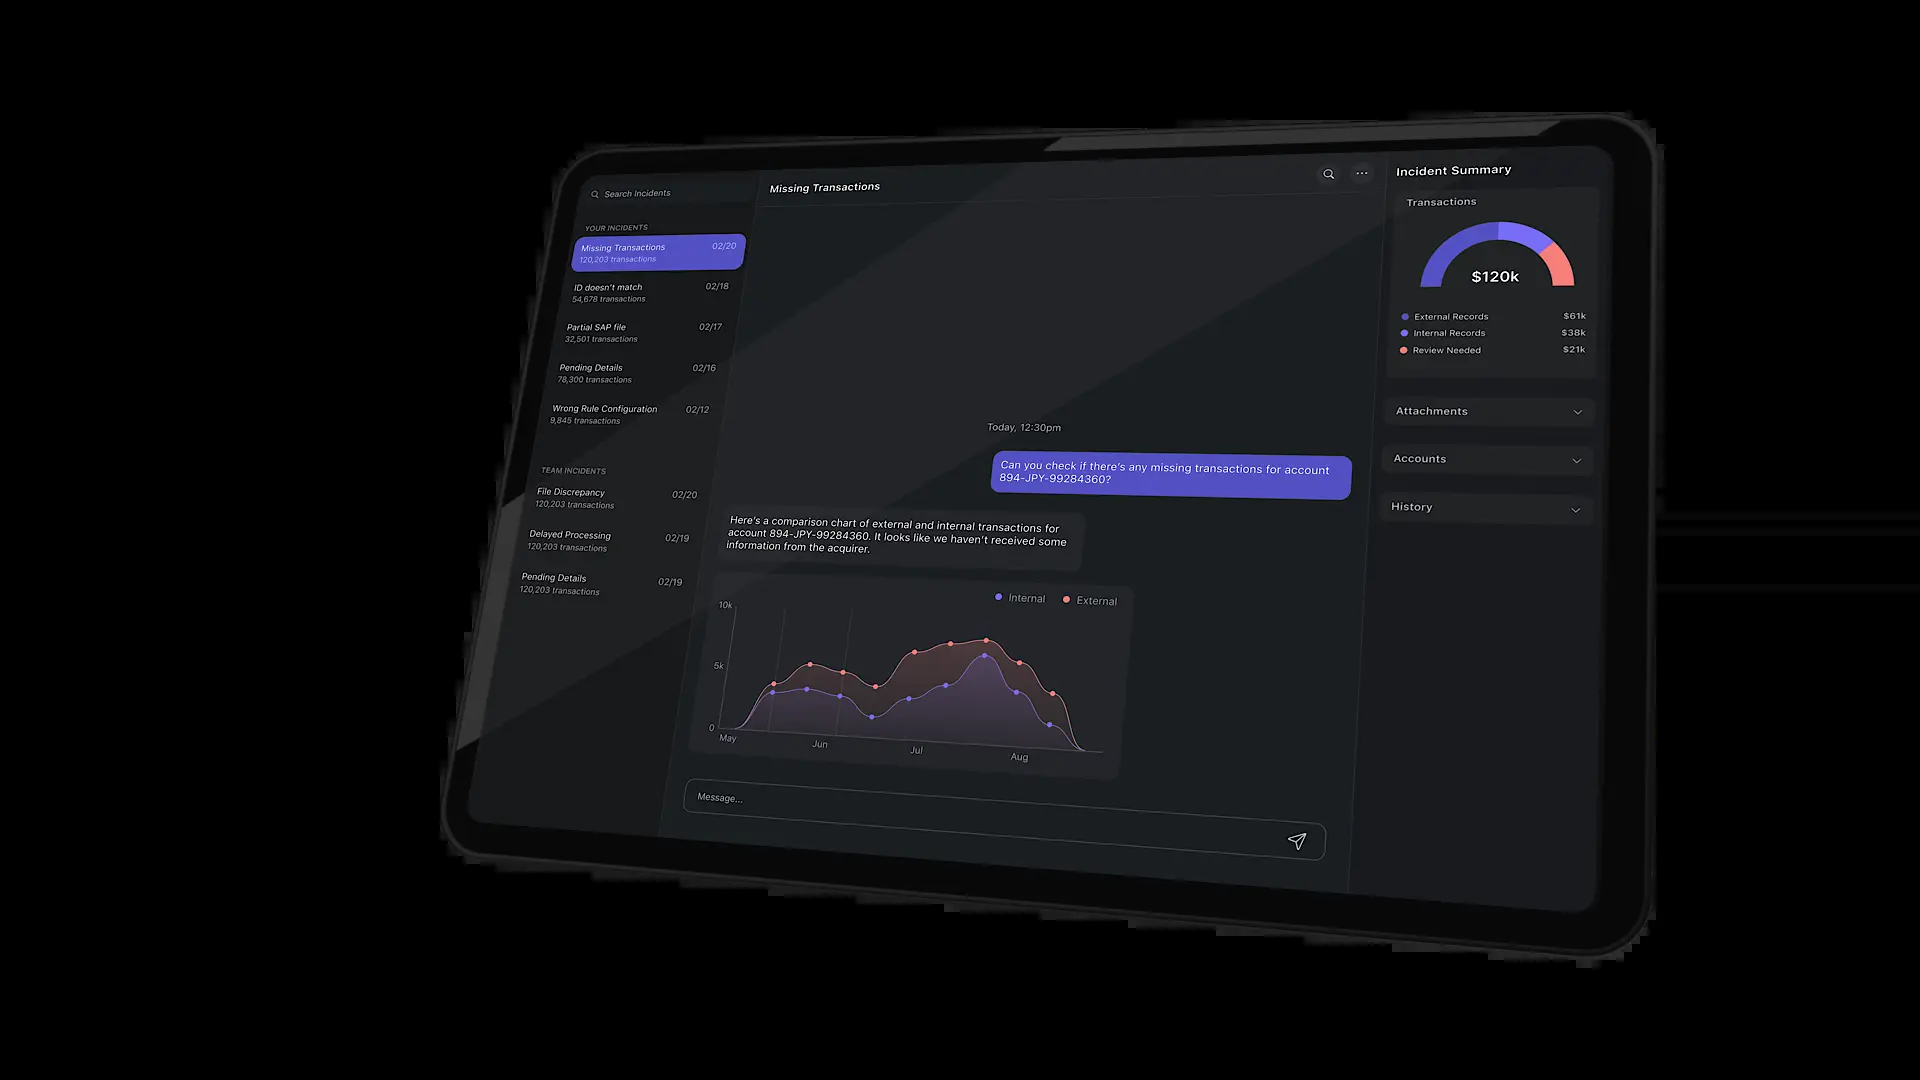 Search Incidents
YOUR INCIDENTS
Missing Transactions 02/20
120,203 transactions
ID doesn't match 02/18
54,678 transactions
Partial SAP file 02/17
32,501 transactions
Pending Details 02/16
78,300 transactions
Wrong Rule Configuration 02/12
9,845 transactions
TEAM INCIDENTS
File Discrepancy 02/20
120,203 transactions
Delayed Processing 02/19
120,203 transactions
Pending Details 02/19
120,203 transactions
Missing Transactions
Today, 12:30pm
Can you check if there's any missing transactions for account
894-JPY-99284360?
Here's a comparison chart of external and internal transactions for
account 894-JPY-99284360. It looks like we haven't received some
information from the acquirer.
Internal External
10k
5k
0
May Jun Jul Aug
Message...
Incident Summary
Transactions
$120k
External Records $61k
Internal Records $38k
Review Needed $21k
Attachments
Accounts
History